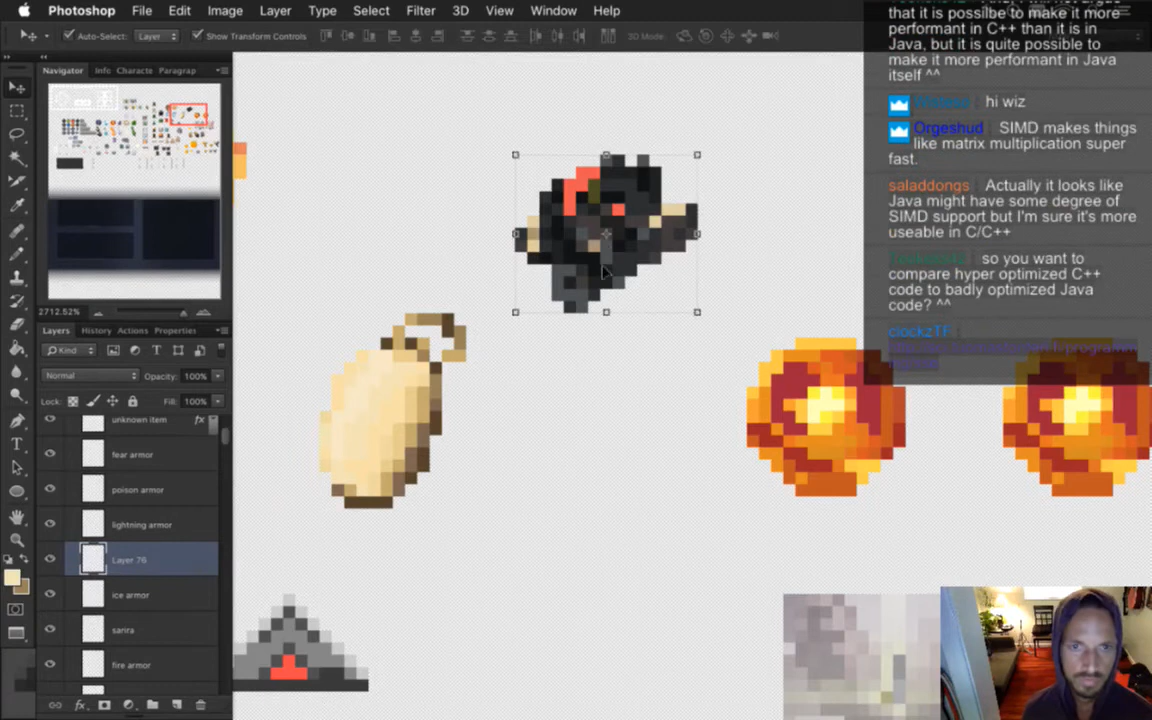 Photoshop File Edit Image Layer Type Select Filter 3D View Window Help
Auto-Select: Layer Show Transform Controls 3D Mode:
Navigator Info Characte Paragrap
2712.52%
Layers History Actions Properties
Kind
Normal Opacity: 100%
Lock: Fill: 100%
unknown item fx
fear armor
poison armor
lightning armor
Layer 76
ice armor
sarira
fire armor
that it is possilbe to make it more
performant in C++ than it is in
Java, but it is quite possible to
make it more performant in Java
itself ^^
hi wiz
Orgeshud : SIMD makes things
like matrix multiplication super
fast.
saladdongs : Actually it looks like
Java might have some degree of
SIMD support but I'm sure it's more
useable in C/C++
so you want to
compare hyper optimized C++
code to badly optimized Java
code? ^^
clockzTF :